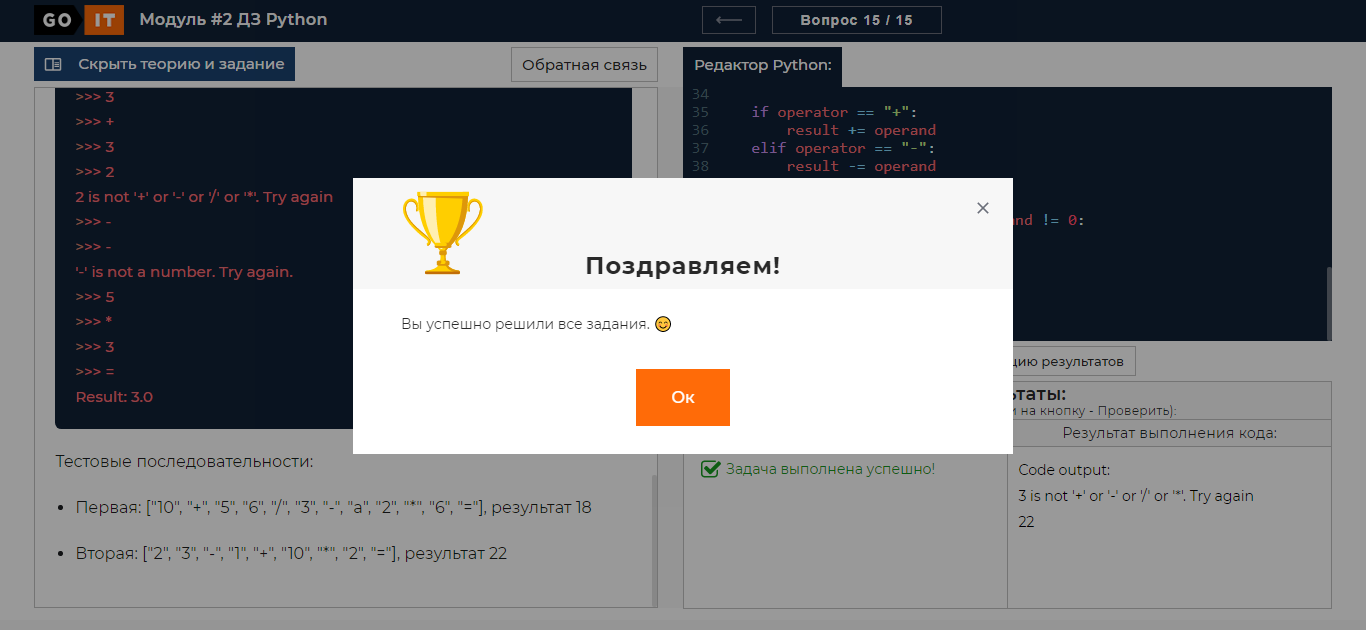 GO IT Модуль #2 ДЗ Python
Вопрос 15 / 15
Скрыть теорию и задание
Обратная связь
>>> 3
>>> +
>>> 3
>>> 2
2 is not '+' or '-' or '/' or '*'. Try again
>>> -
>>> -
'-' is not a number. Try again.
>>> 5
>>> *
>>> 3
>>> =
Result: 3.0
Тестовые последовательности:
• Первая: ["10", "+", "5", "6", "/", "3", "-", "a", "2", "*", "6", "="], результат 18
• Вторая: ["2", "3", "-", "1", "+", "10", "*", "2", "="], результат 22
Редактор Python:
34
35 if operator == "+":
36 result += operand
37 elif operator == "-":
38 result -= operand
nd != 0:
Поздравляем!
Вы успешно решили все задания.
Ок
цию результатов
ьтаты:
и на кнопку - Проверить):
Результат выполнения кода:
Задача выполнена успешно!
Code output:
3 is not '+' or '-' or '/' or '*'. Try again
22